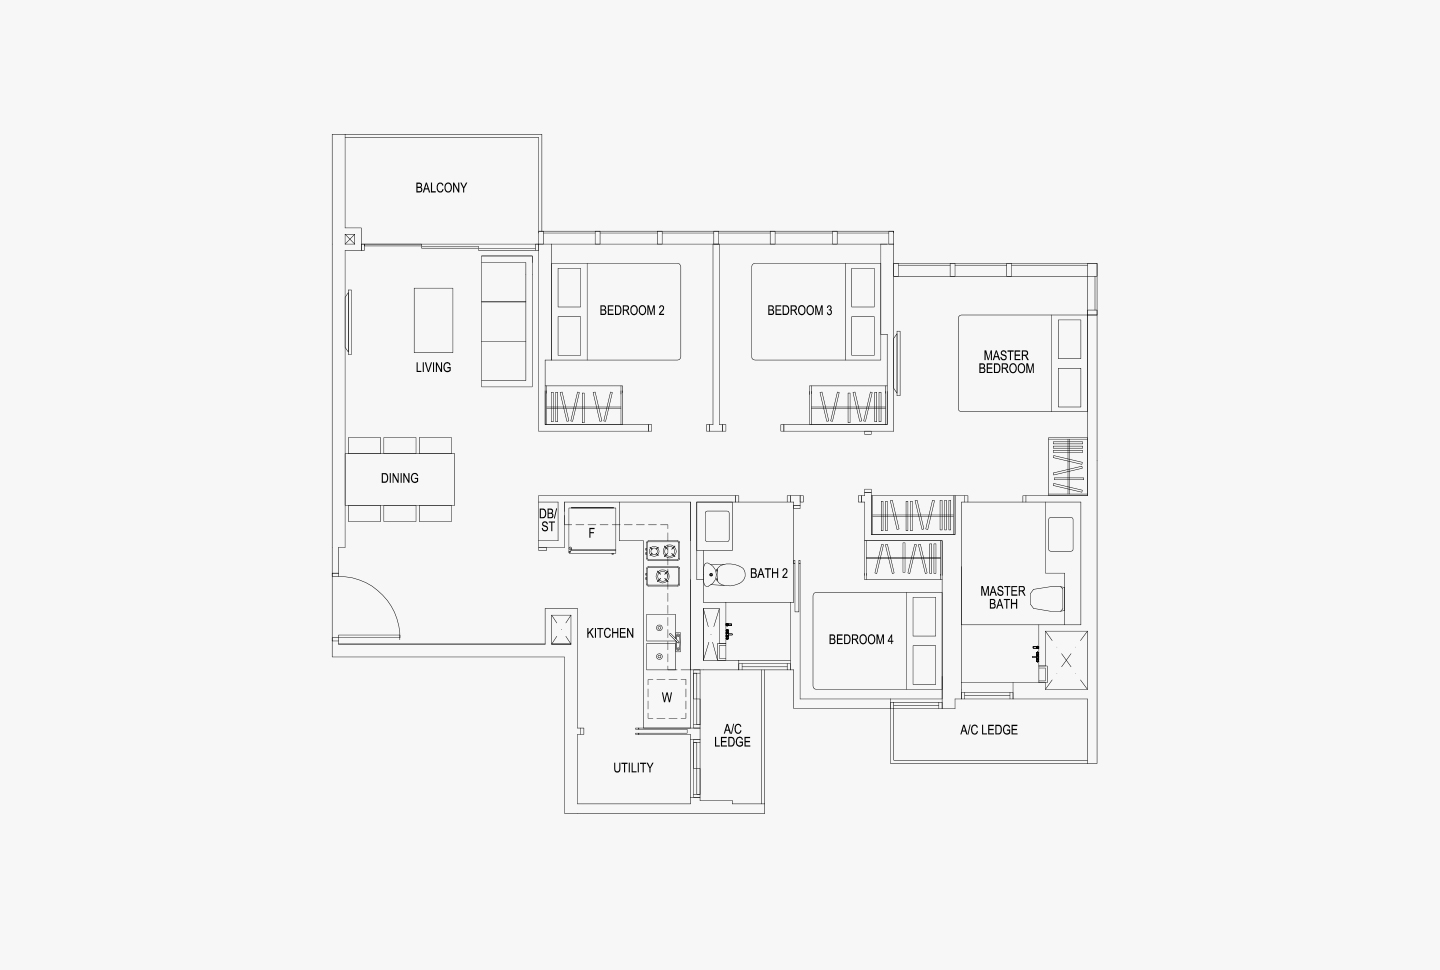 BALCONY
BEDROOM 2
BEDROOM 3
LIVING
MASTER
BEDROOM
DINING
DB/
ST
F
BATH 2
MASTER
BATH
KITCHEN
BEDROOM 4
W
A/C
LEDGE
A/C LEDGE
UTILITY